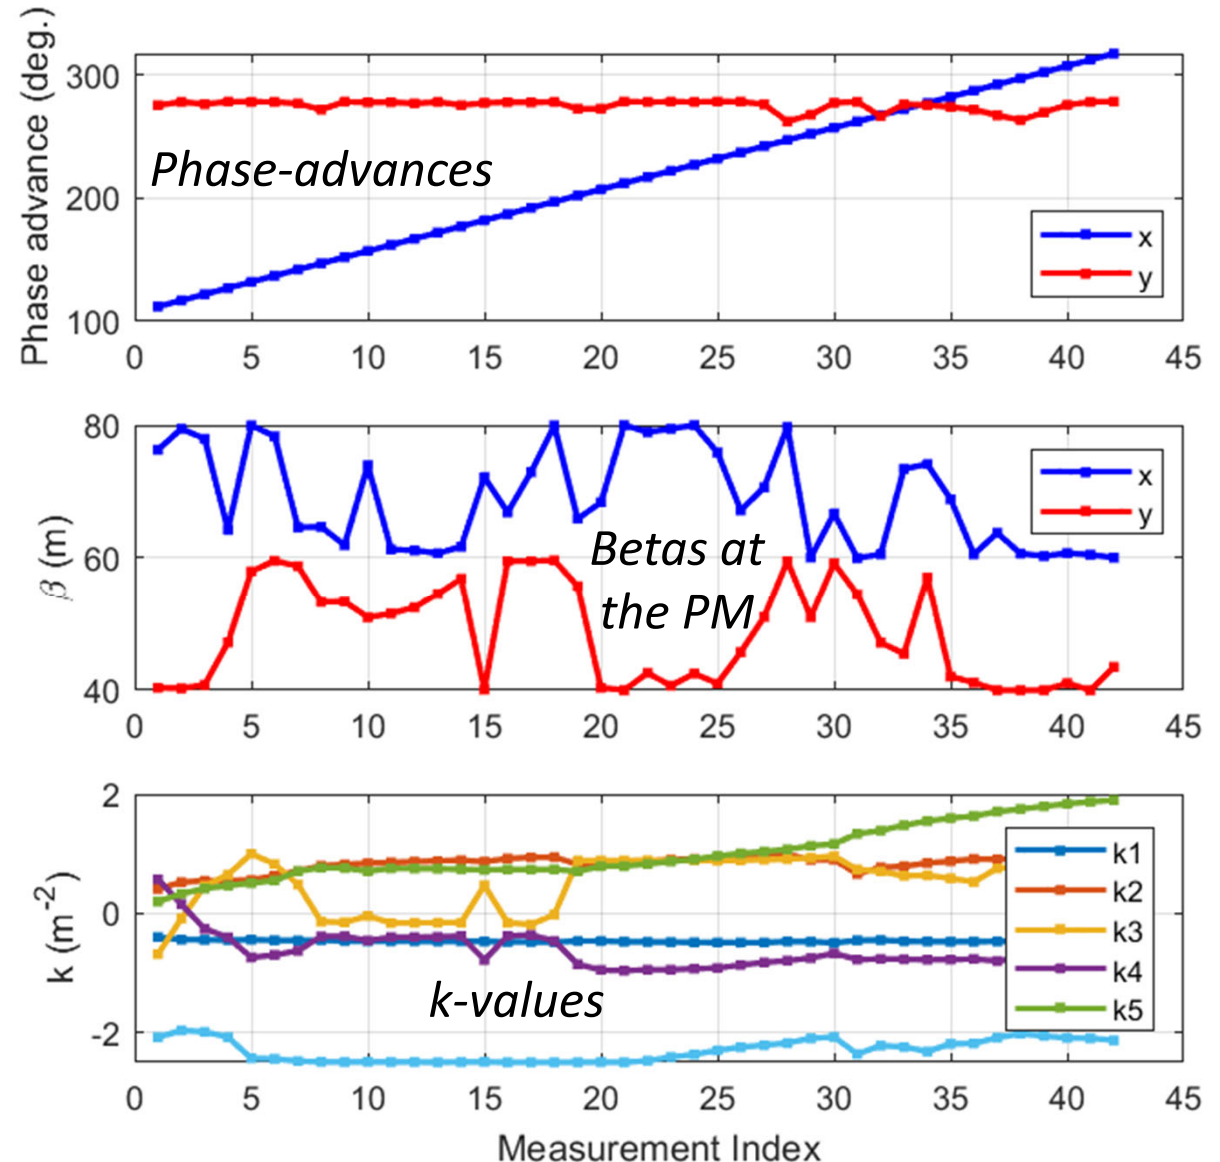 Phase advance (deg.)
300
200
100
Phase-advances
x
y
0 5 10 15 20 25 30 35 40 45
β (m)
80
60
40
x
y
Betas at
the PM
0 5 10 15 20 25 30 35 40 45
k (m⁻²)
2
0
-2
k1
k2
k3
k4
k5
k-values
0 5 10 15 20 25 30 35 40 45
Measurement Index